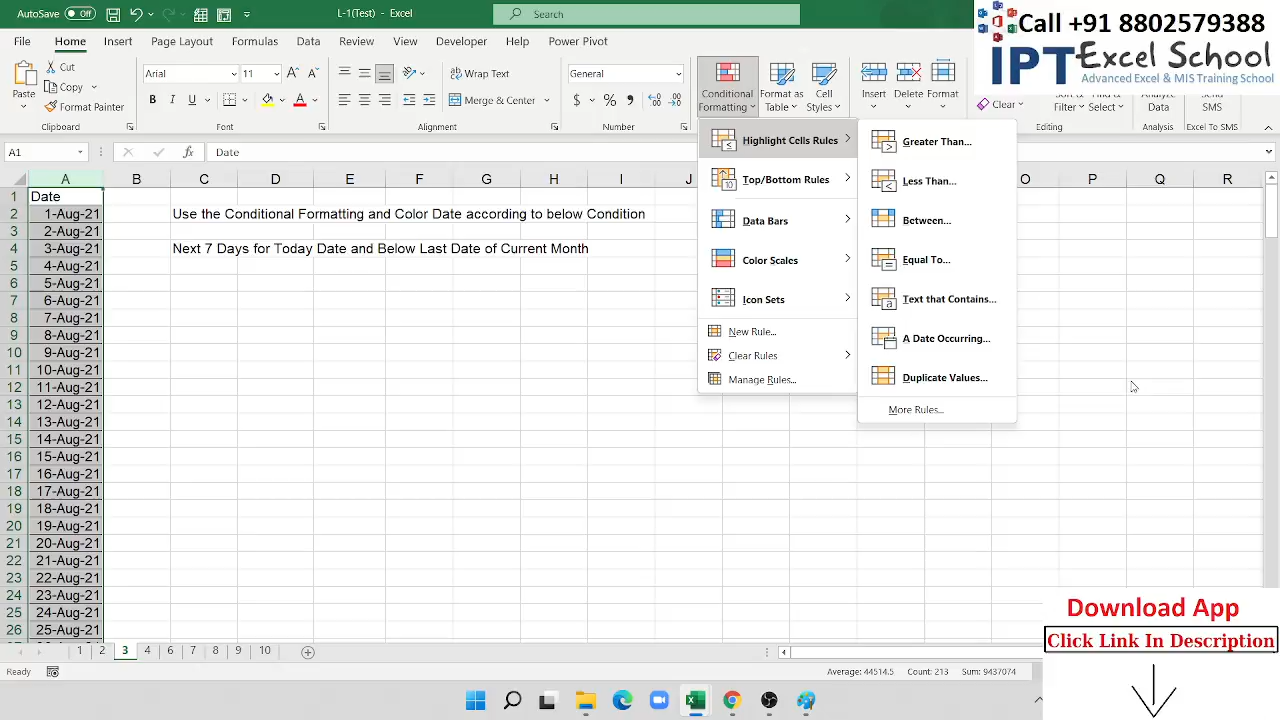 AutoSave Off L-1(Test) - Excel Search
Call +91 8802579388
IPT Excel School
Advanced Excel & MIS Training School
File Home Insert Page Layout Formulas Data Review View Developer Help Power Pivot
Paste Cut Copy Format Painter Clipboard
Arial 11 B I U Font
Wrap Text Merge & Center Alignment
General $ % , Number
Conditional Formatting Format as Table Cell Styles
Insert Delete Format
Clear Filter Select Editing
Analyze
Data Analysis
Send
SMS Excel To SMS
A1 fx Date
A B C D E F G H I J O P Q R
1 Date
2 1-Aug-21 Use the Conditional Formatting and Color Date according to below Condition
3 2-Aug-21
4 3-Aug-21 Next 7 Days for Today Date and Below Last Date of Current Month
5 4-Aug-21
6 5-Aug-21
7 6-Aug-21
8 7-Aug-21
9 8-Aug-21
10 9-Aug-21
11 10-Aug-21
12 11-Aug-21
13 12-Aug-21
14 13-Aug-21
15 14-Aug-21
16 15-Aug-21
17 16-Aug-21
18 17-Aug-21
19 18-Aug-21
20 19-Aug-21
21 20-Aug-21
22 21-Aug-21
23 22-Aug-21
24 23-Aug-21
25 24-Aug-21
26 25-Aug-21
Highlight Cells Rules
Top/Bottom Rules
Data Bars
Color Scales
Icon Sets
New Rule...
Clear Rules
Manage Rules...
Greater Than...
Less Than...
Between...
Equal To...
Text that Contains...
A Date Occurring...
Duplicate Values...
More Rules...
Download App
Click Link In Description
1 2 3 4 6 7 8 9 10
Ready Average: 44514.5 Count: 213 Sum: 9437074